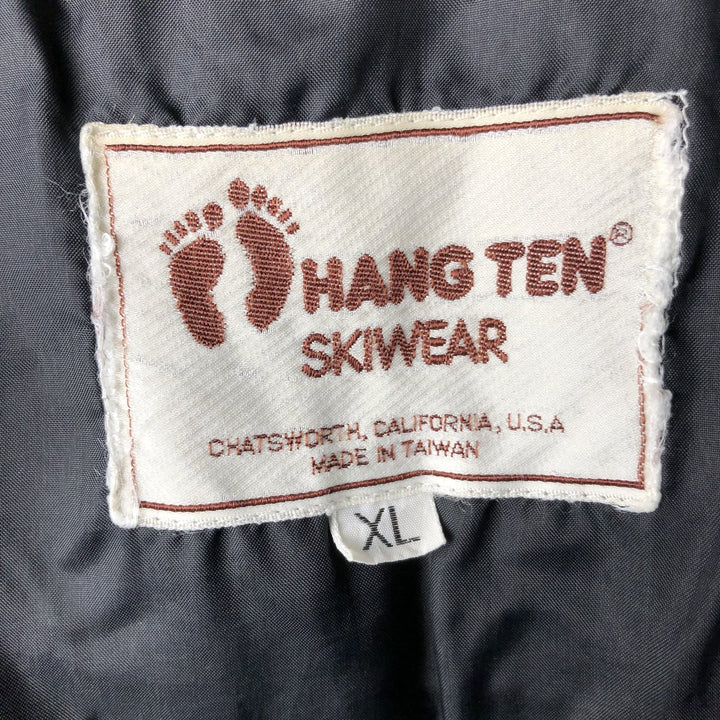 HANG TEN®
SKIWEAR
CHATSWORTH, CALIFORNIA, U.S.A
MADE IN TAIWAN
XL